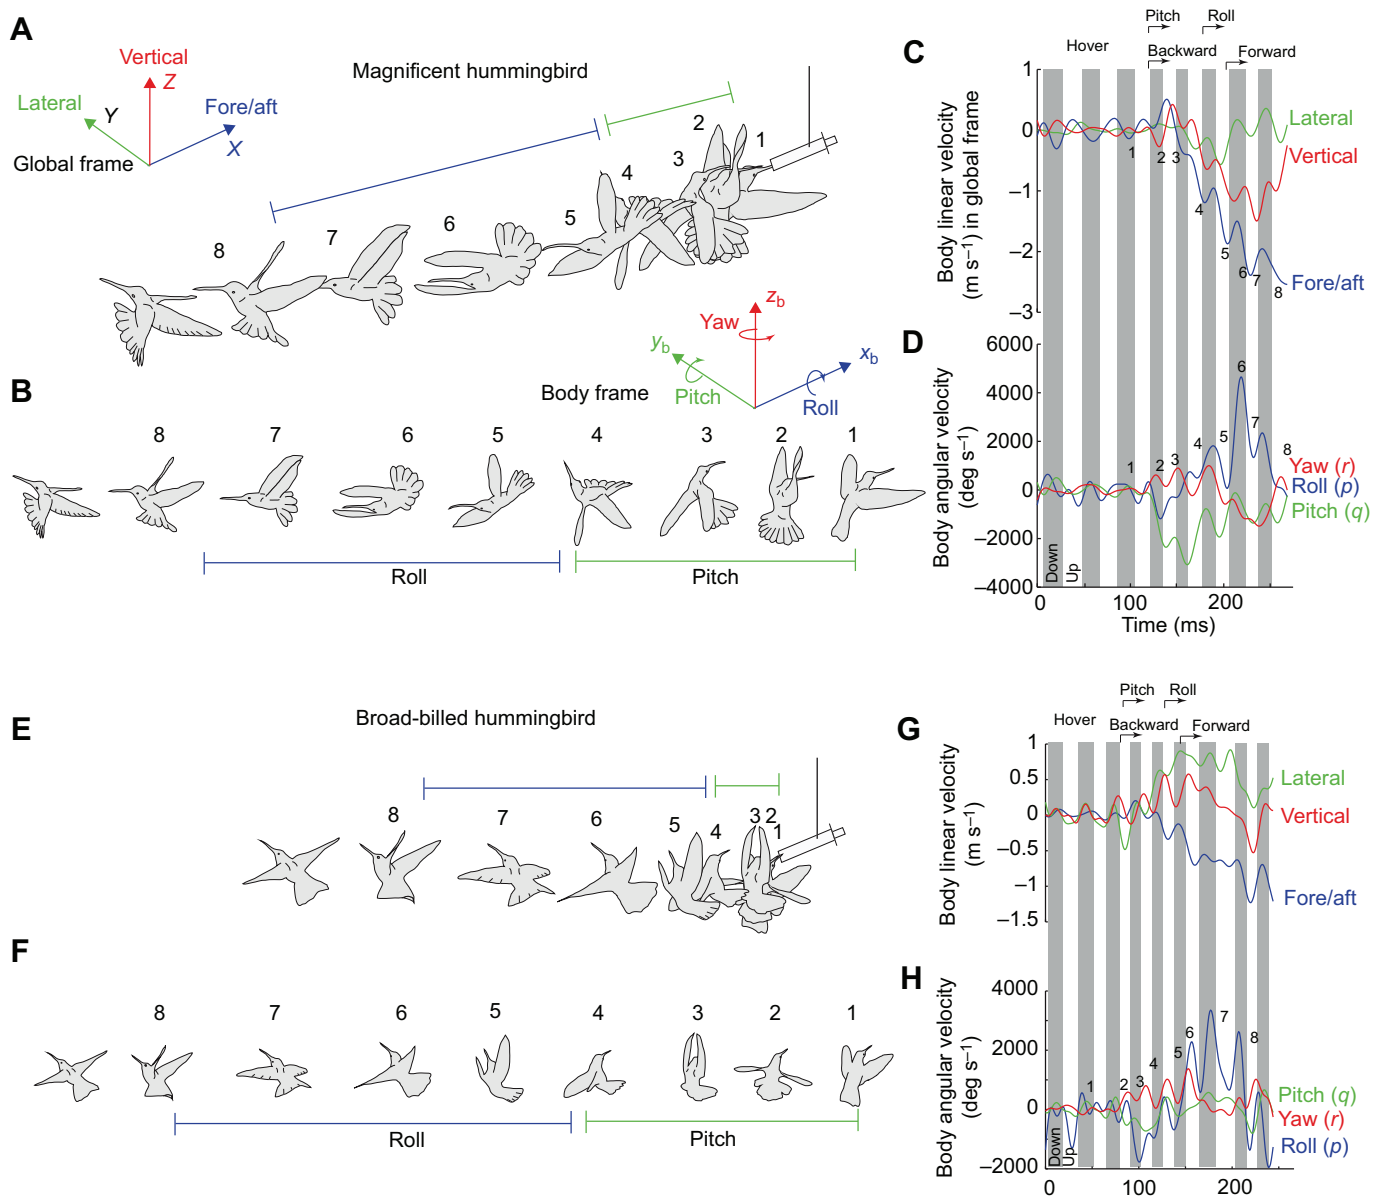 A
Vertical
Z
Lateral
Y
Fore/aft
X
Global frame
Magnificent hummingbird
1
2
3
4
5
6
7
8
B
Body frame
z_b
Yaw
y_b
Pitch
x_b
Roll
8
7
6
5
4
3
2
1
Roll
Pitch
C
Pitch
Roll
Hover
Backward
Forward
Body linear velocity
(m s–1) in global frame
1
0
–1
–2
–3
Lateral
Vertical
Fore/aft
1
2
3
4
5
6
7
8
D
Body angular velocity
(deg s–1)
6000
4000
2000
0
–2000
–4000
1
2
3
4
5
6
7
8
Yaw (r)
Roll (p)
Pitch (q)
Down
Up
0
100
200
Time (ms)
E
Broad-billed hummingbird
8
7
6
5
4
3
2
1
F
8
7
6
5
4
3
2
1
Roll
Pitch
G
Pitch
Roll
Hover
Backward
Forward
Body linear velocity
(m s–1)
1
0.5
0
–0.5
–1
–1.5
Lateral
Vertical
Fore/aft
H
Body angular velocity
(deg s–1)
4000
2000
0
–2000
1
2
3
4
5
6
7
8
Pitch (q)
Yaw (r)
Roll (p)
Down
Up
0
100
200